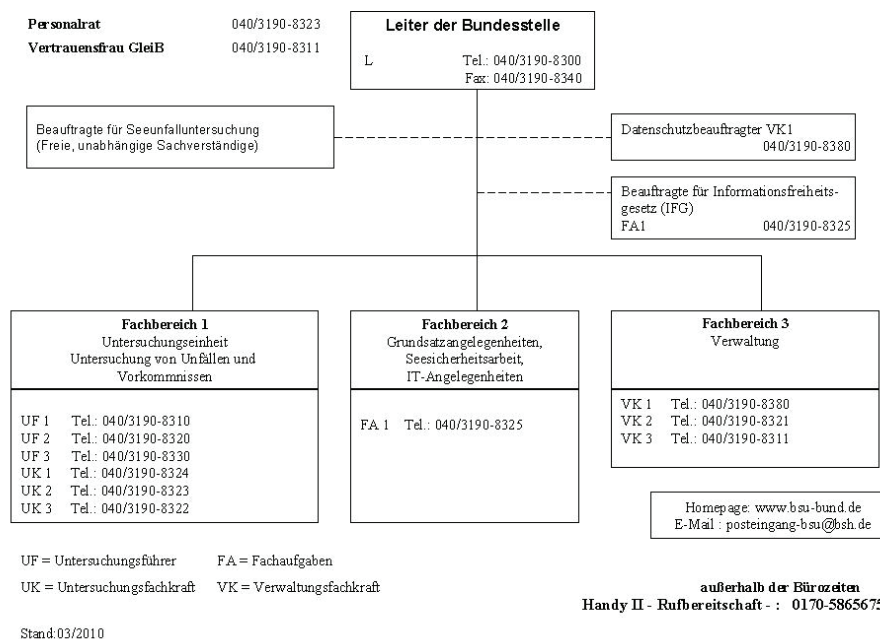 Personalrat 040/3190-8323
Vertrauensfrau GleiB 040/3190-8311
Leiter der Bundesstelle
L Tel.: 040/3190-8300
Fax: 040/3190-8340
Beauftragte für Seeunfalluntersuchung
(Freie, unabhängige Sachverständige)
Datenschutzbeauftragter VK1
040/3190-8380
Beauftragte für Informationsfreiheits-
gesetz (IFG)
FA1 040/3190-8325
Fachbereich 1
Untersuchungseinheit
Untersuchung von Unfällen und
Vorkommnissen
UF 1 Tel.: 040/3190-8310
UF 2 Tel.: 040/3190-8320
UF 3 Tel.: 040/3190-8330
UK 1 Tel.: 040/3190-8324
UK 2 Tel.: 040/3190-8323
UK 3 Tel.: 040/3190-8322
Fachbereich 2
Grundsatzangelegenheiten,
Seesicherheitsarbeit,
IT-Angelegenheiten
FA 1 Tel.: 040/3190-8325
Fachbereich 3
Verwaltung
VK 1 Tel.: 040/3190-8380
VK 2 Tel.: 040/3190-8321
VK 3 Tel.: 040/3190-8311
Homepage: www.bsu-bund.de
E-Mail : posteingang-bsu@bsh.de
UF = Untersuchungsführer FA = Fachaufgaben
UK = Untersuchungsfachkraft VK = Verwaltungsfachkraft
außerhalb der Bürozeiten
Handy II - Rufbereitschaft - : 0170-5865675
Stand:03/2010